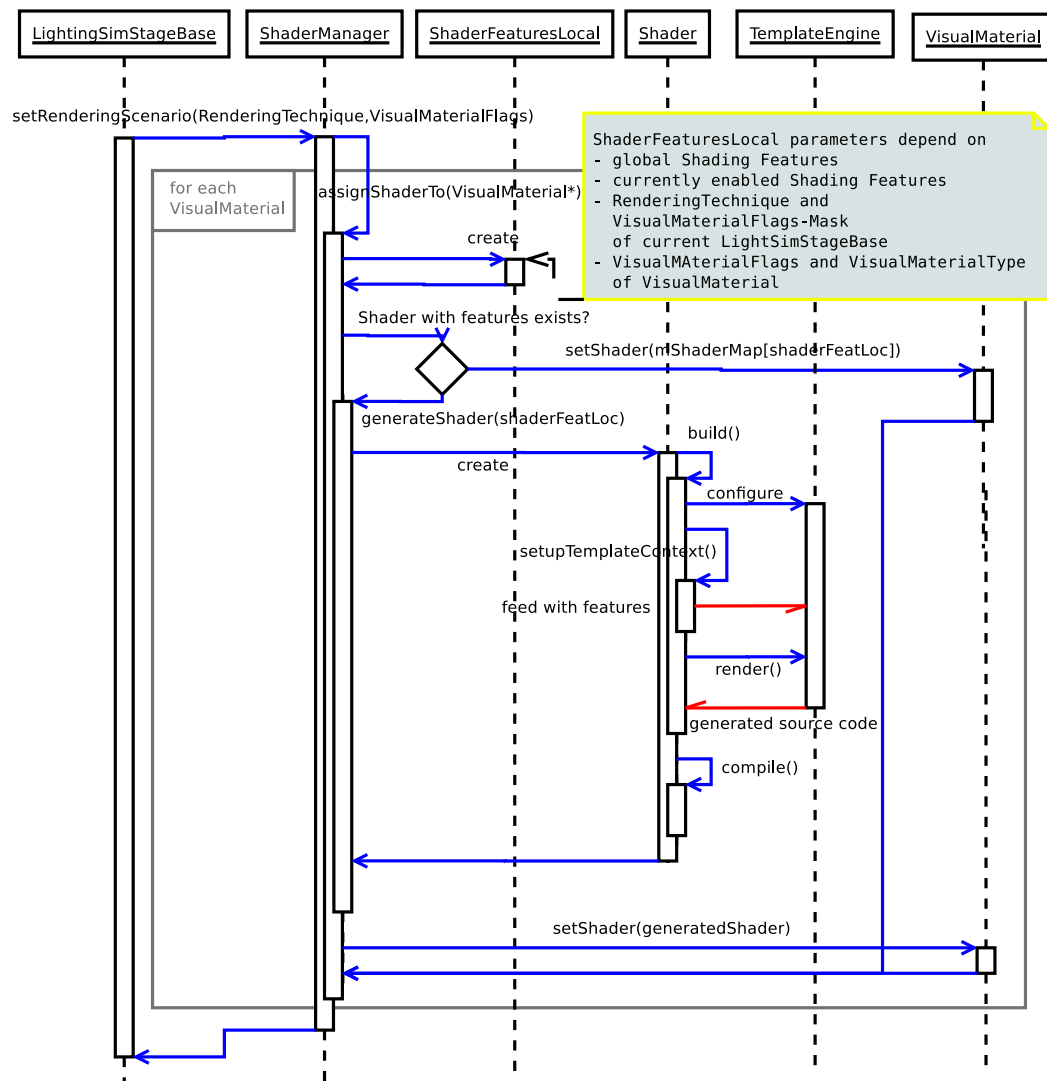 LightingSimStageBase
ShaderManager
ShaderFeaturesLocal
Shader
TemplateEngine
VisualMaterial
setRenderingScenario(RenderingTechnique,VisualMaterialFlags)
ShaderFeaturesLocal parameters depend on
- global Shading Features
- currently enabled Shading Features
- RenderingTechnique and
VisualMaterialFlags-Mask
of current LightSimStageBase
- VisualMAterialFlags and VisualMaterialType
of VisualMaterial
for each
VisualMaterial
assignShaderTo(VisualMaterial*)
create
Shader with features exists?
setShader(mShaderMap[shaderFeatLoc])
generateShader(shaderFeatLoc)
build()
create
configure
setupTemplateContext()
feed with features
render()
generated source code
compile()
setShader(generatedShader)